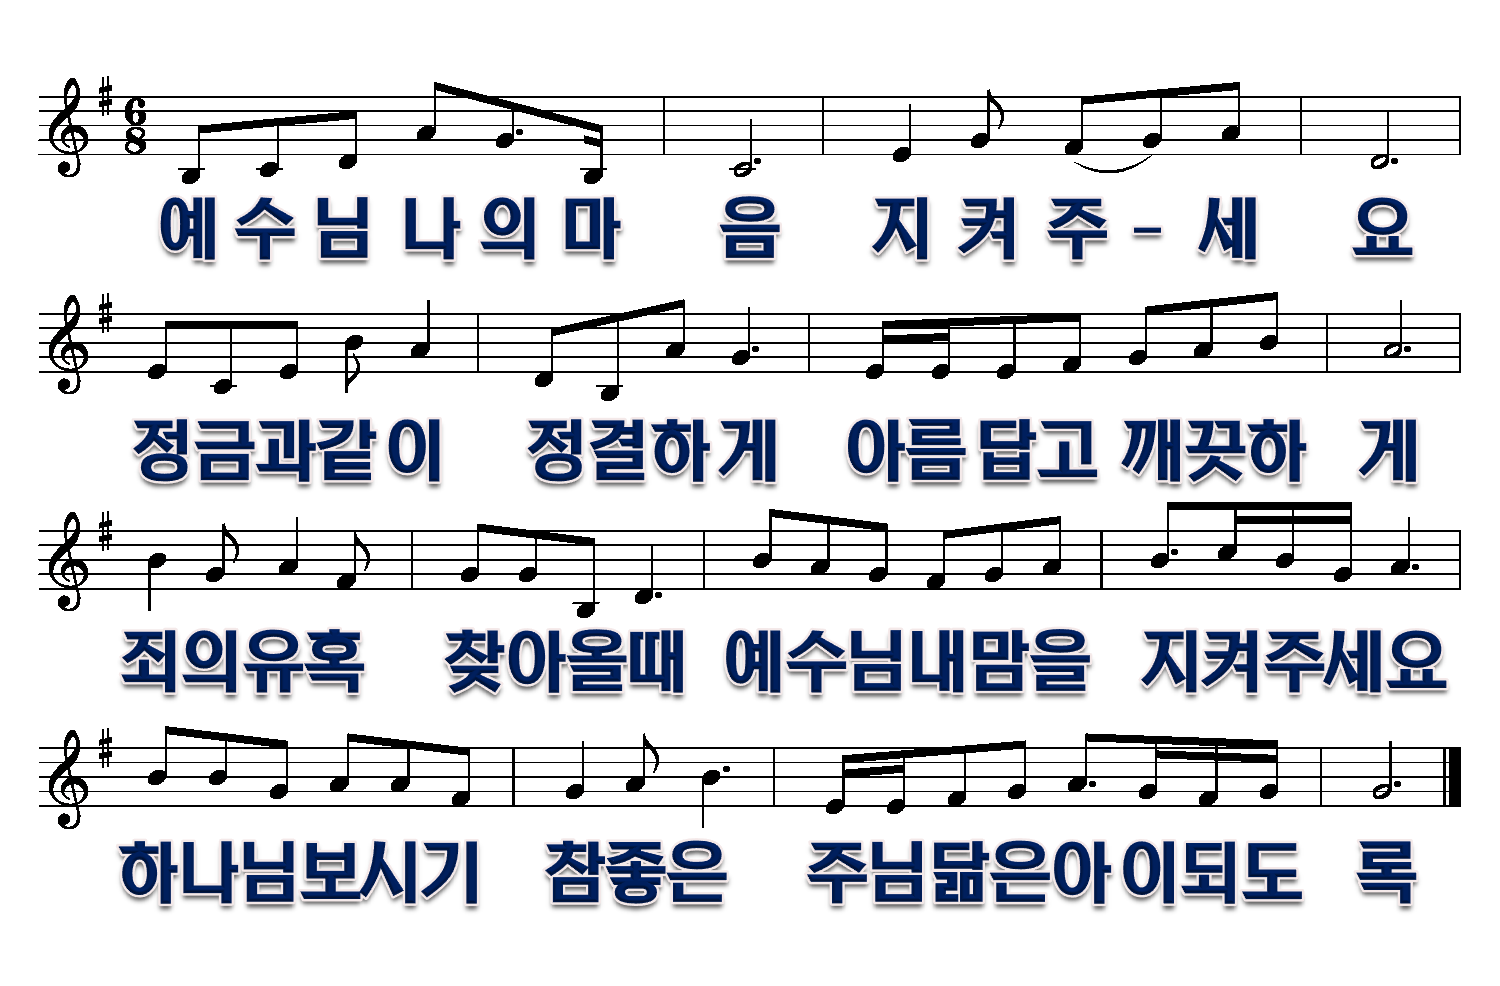 예수님 나의마 음 지켜주-세 요
정금과같이 정결하게 아름답고 깨끗하 게
죄의유혹 찾아올때 예수님내맘을 지켜주세요
하나님보시기 참좋은 주님닮은아이되도 록